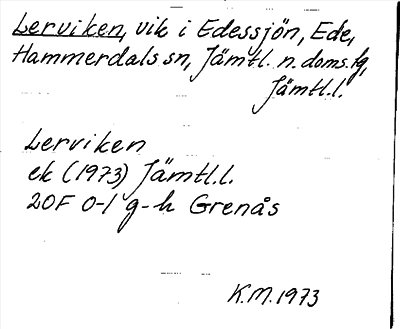 Lerviken, vik i Edessjön, Ede,
Hammerdals sn, Jämtl. n. doms.fg,
Jämtl.l.
Lerviken
ek (1973) Jämtl.l.
20F 0-1 g-h Grenås
K.M. 1973